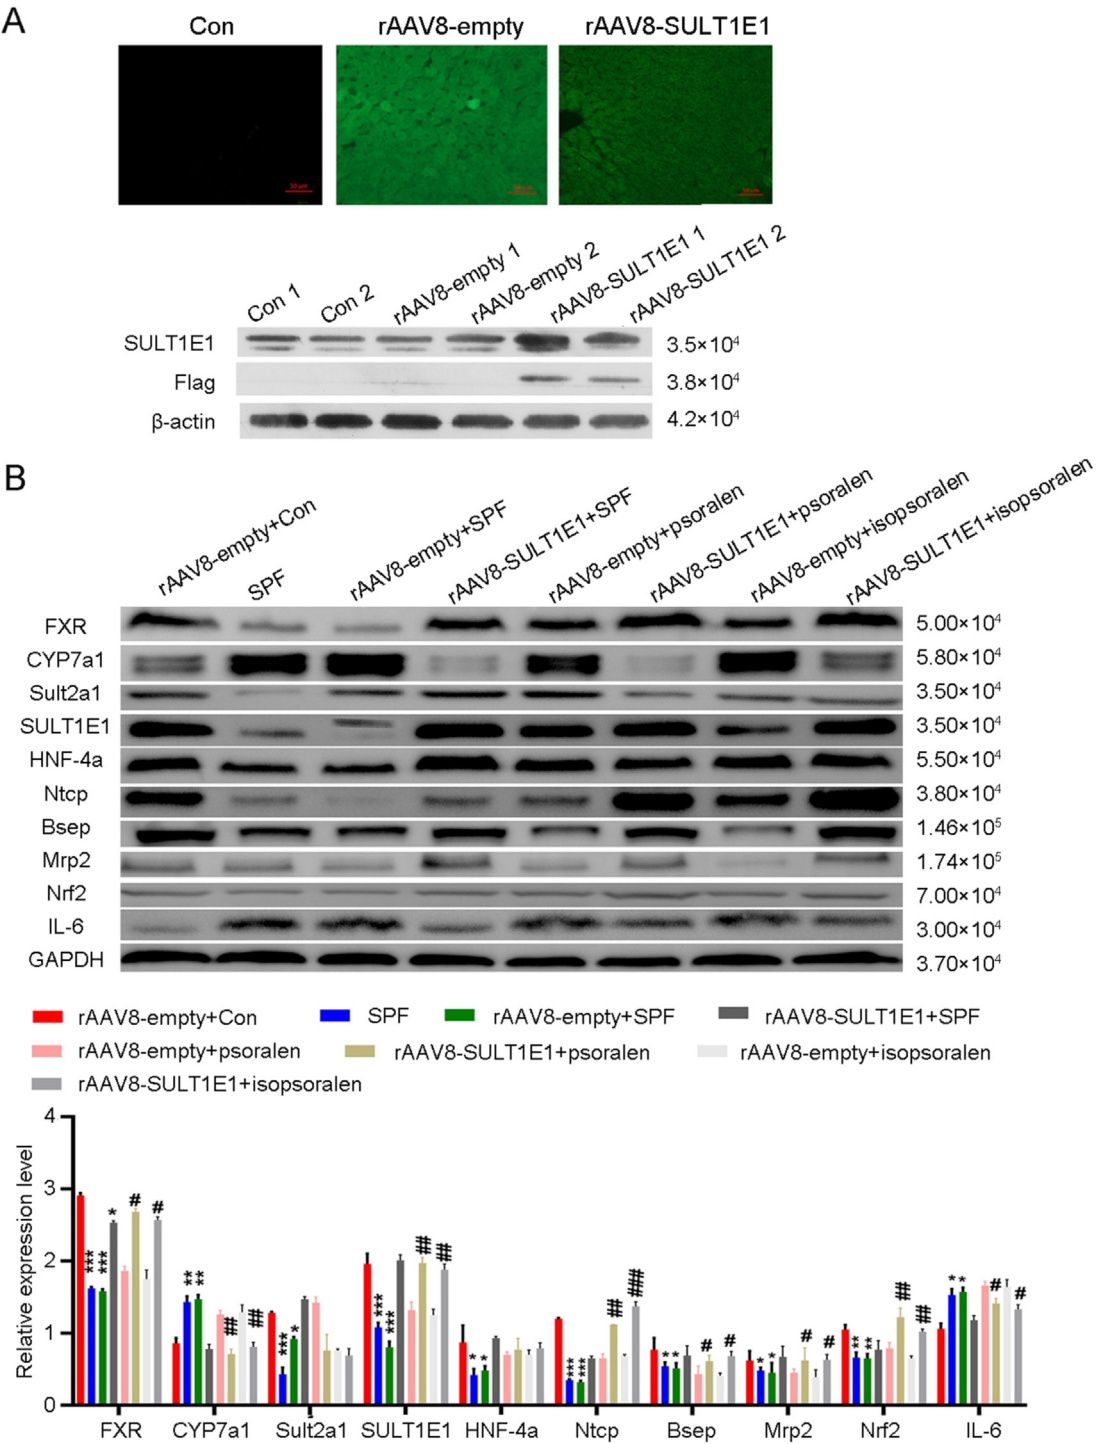 A
Con
rAAV8-empty
rAAV8-SULT1E1
50 μm
Con 1
Con 2
rAAV8-empty 1
rAAV8-empty 2
rAAV8-SULT1E1 1
rAAV8-SULT1E1 2
SULT1E1
3.5×10⁴
Flag
3.8×10⁴
β-actin
4.2×10⁴
B
rAAV8-empty+Con
SPF
rAAV8-empty+SPF
rAAV8-SULT1E1+SPF
rAAV8-empty+psoralen
rAAV8-SULT1E1+psoralen
rAAV8-empty+isopsoralen
rAAV8-SULT1E1+isopsoralen
FXR
5.00×10⁴
CYP7a1
5.80×10⁴
Sult2a1
3.50×10⁴
SULT1E1
3.50×10⁴
HNF-4a
5.50×10⁴
Ntcp
3.80×10⁴
Bsep
1.46×10⁵
Mrp2
1.74×10⁵
Nrf2
7.00×10⁴
IL-6
3.00×10⁴
GAPDH
3.70×10⁴
rAAV8-empty+Con SPF rAAV8-empty+SPF rAAV8-SULT1E1+SPF
rAAV8-empty+psoralen rAAV8-SULT1E1+psoralen rAAV8-empty+isopsoralen
rAAV8-SULT1E1+isopsoralen
Relative expression level
4
3
2
1
0
*** *** * # #
** ** ## ##
*** *
*** *** ## ##
* *
*** *** ## ###
* * # #
* * # #
** ** ## ##
* * # #
FXR CYP7a1 Sult2a1 SULT1E1 HNF-4a Ntcp Bsep Mrp2 Nrf2 IL-6